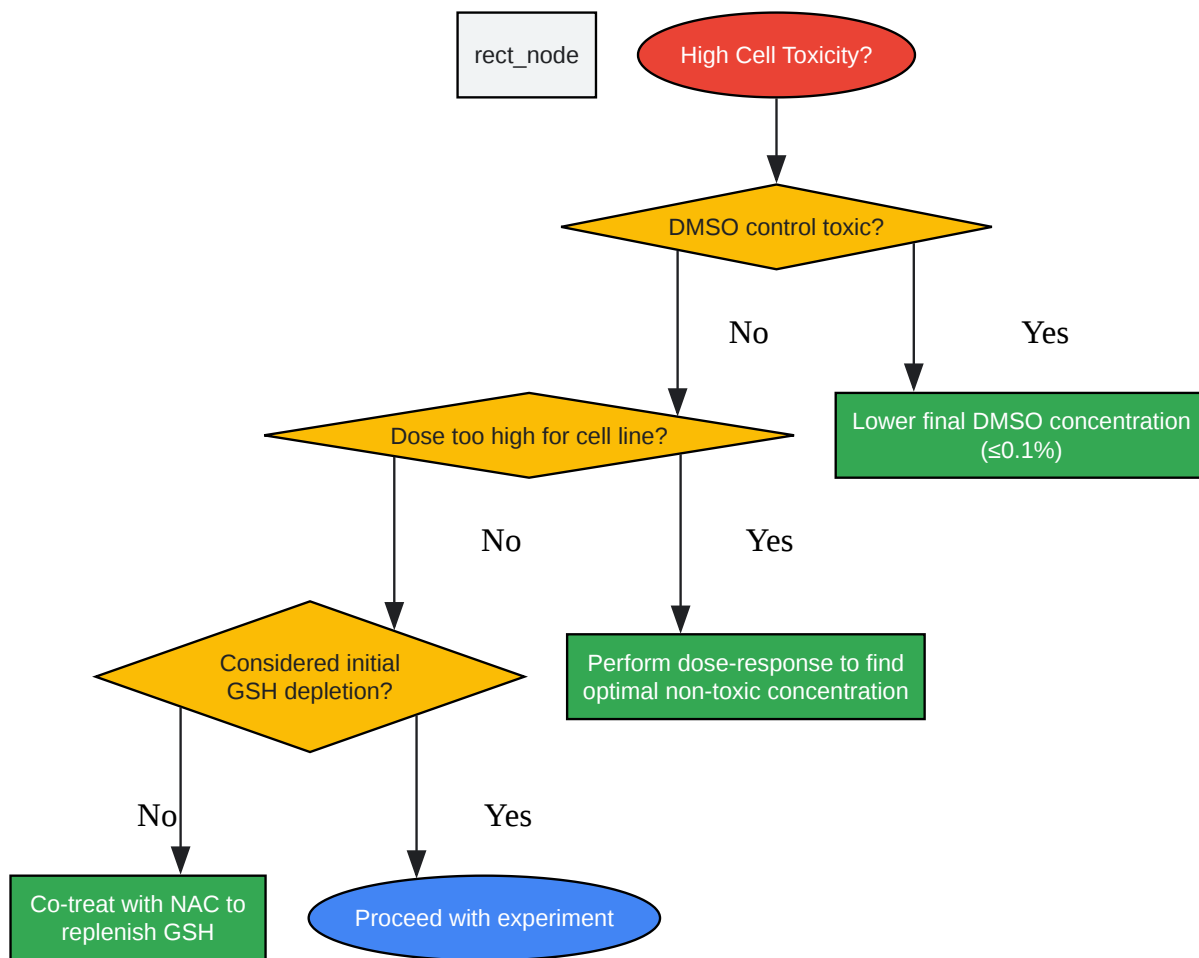 rect_node
High Cell Toxicity?
DMSO control toxic?
No
Yes
Lower final DMSO concentration
(≤0.1%)
Dose too high for cell line?
No
Yes
Perform dose-response to find
optimal non-toxic concentration
Considered initial
GSH depletion?
No
Yes
Co-treat with NAC to
replenish GSH
Proceed with experiment